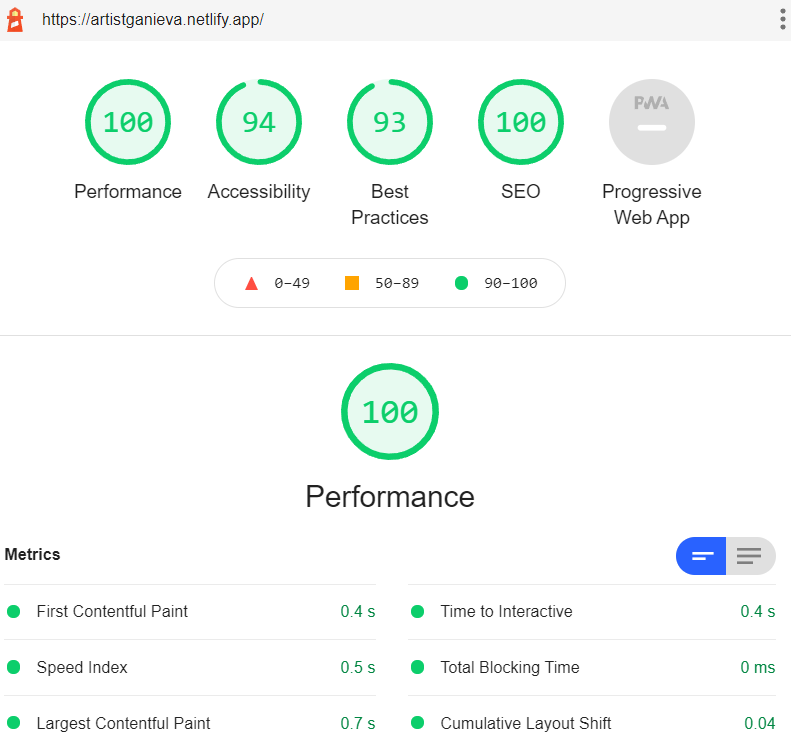 https://artistganieva.netlify.app/
100
94
93
100
PWA
Performance
Accessibility
Best
Practices
SEO
Progressive
Web App
0–49
50–89
90–100
100
Performance
Metrics
First Contentful Paint 0.4 s
Time to Interactive 0.4 s
Speed Index 0.5 s
Total Blocking Time 0 ms
Largest Contentful Paint 0.7 s
Cumulative Layout Shift 0.04